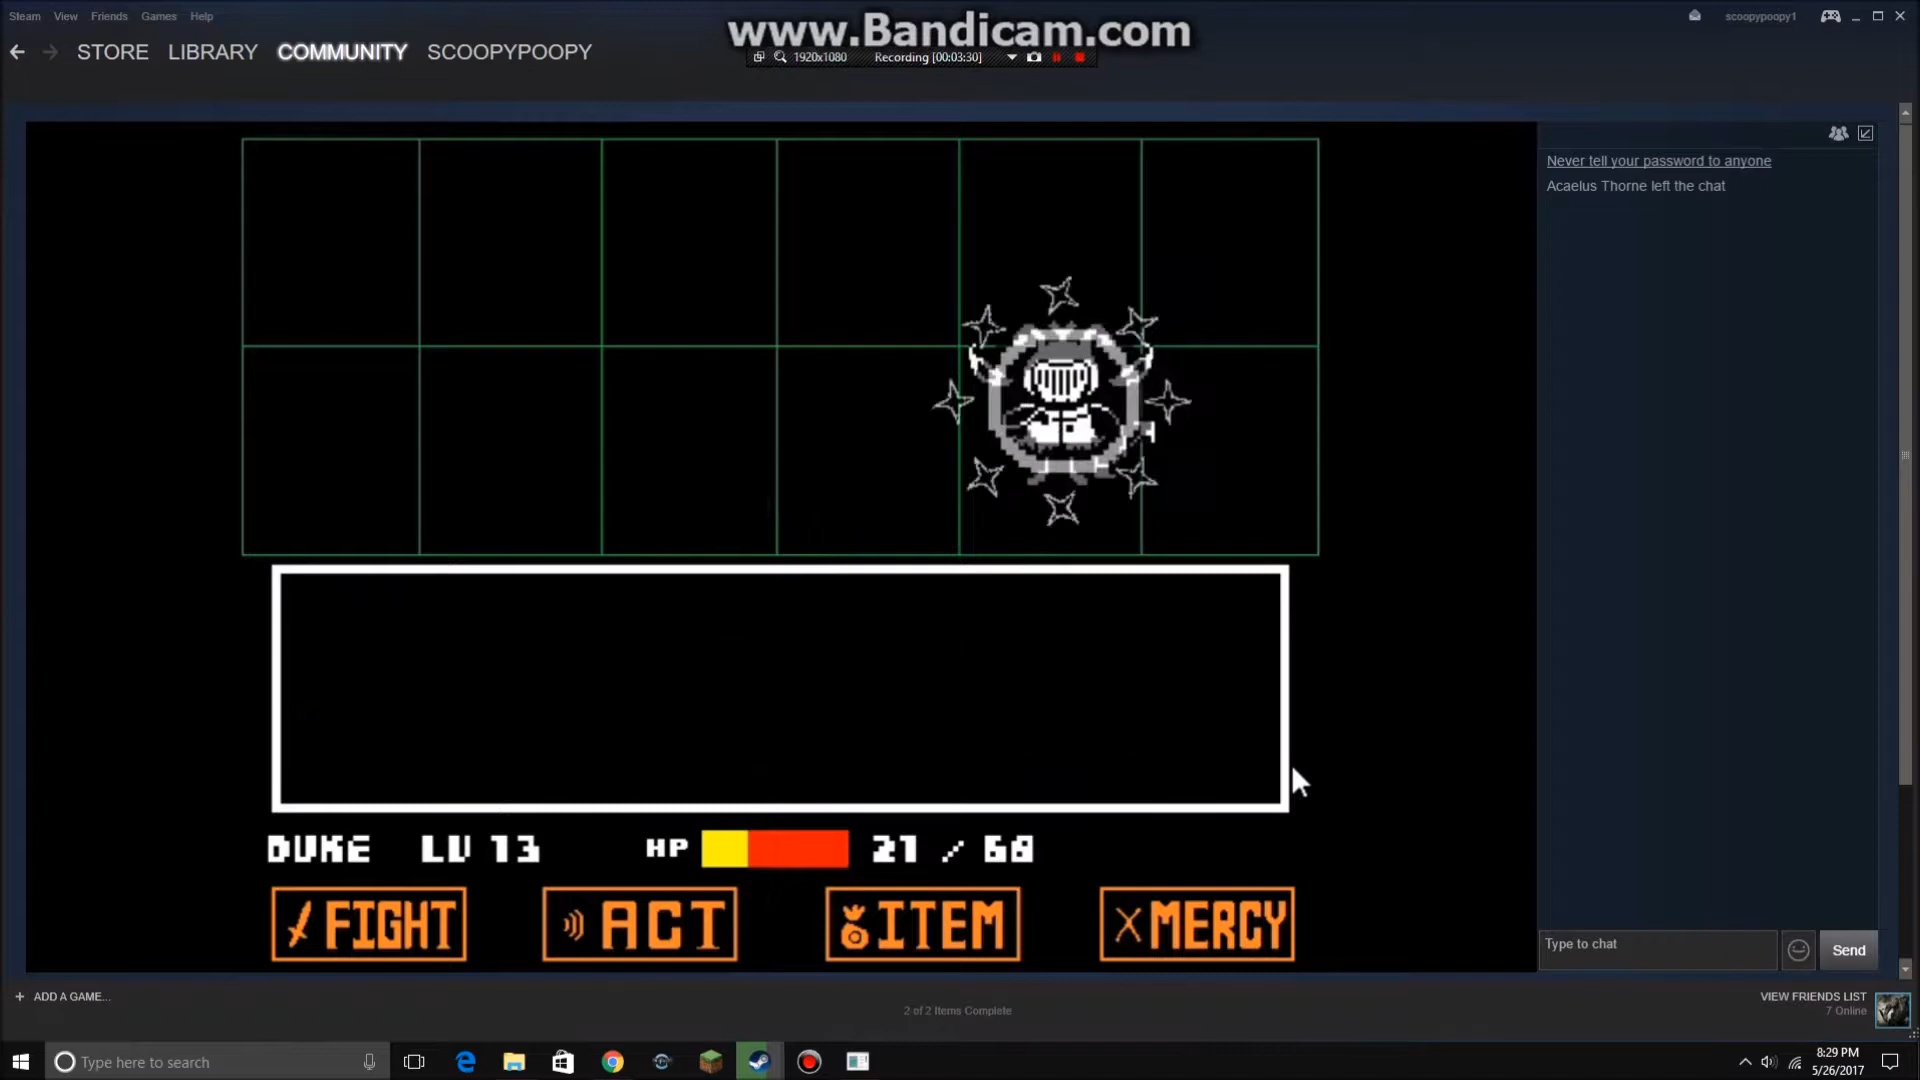 Steam View Friends Games Help
www.Bandicam.com
scoopypoopy1
STORE LIBRARY COMMUNITY SCOOPYPOOPY
1920x1080 Recording [00:03:30]
Never tell your password to anyone
Acaelus Thorne left the chat
DUKE LV 13 HP 21 / 68
FIGHT ACT ITEM MERCY
Type to chat
Send
+ ADD A GAME...
2 of 2 Items Complete
VIEW FRIENDS LIST
7 Online
Type here to search
8:29 PM
5/26/2017